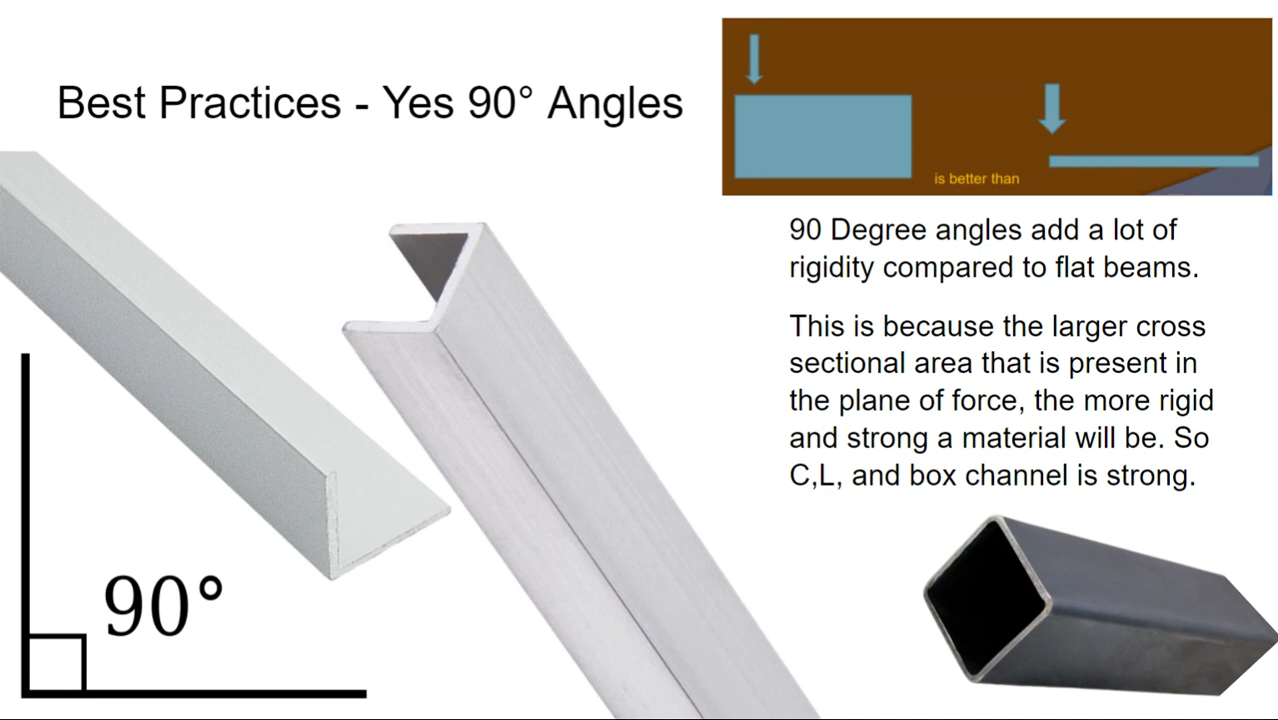 Best Practices - Yes 90° Angles
is better than
90 Degree angles add a lot of
rigidity compared to flat beams.
This is because the larger cross
sectional area that is present in
the plane of force, the more rigid
and strong a material will be. So
C,L, and box channel is strong.
90°